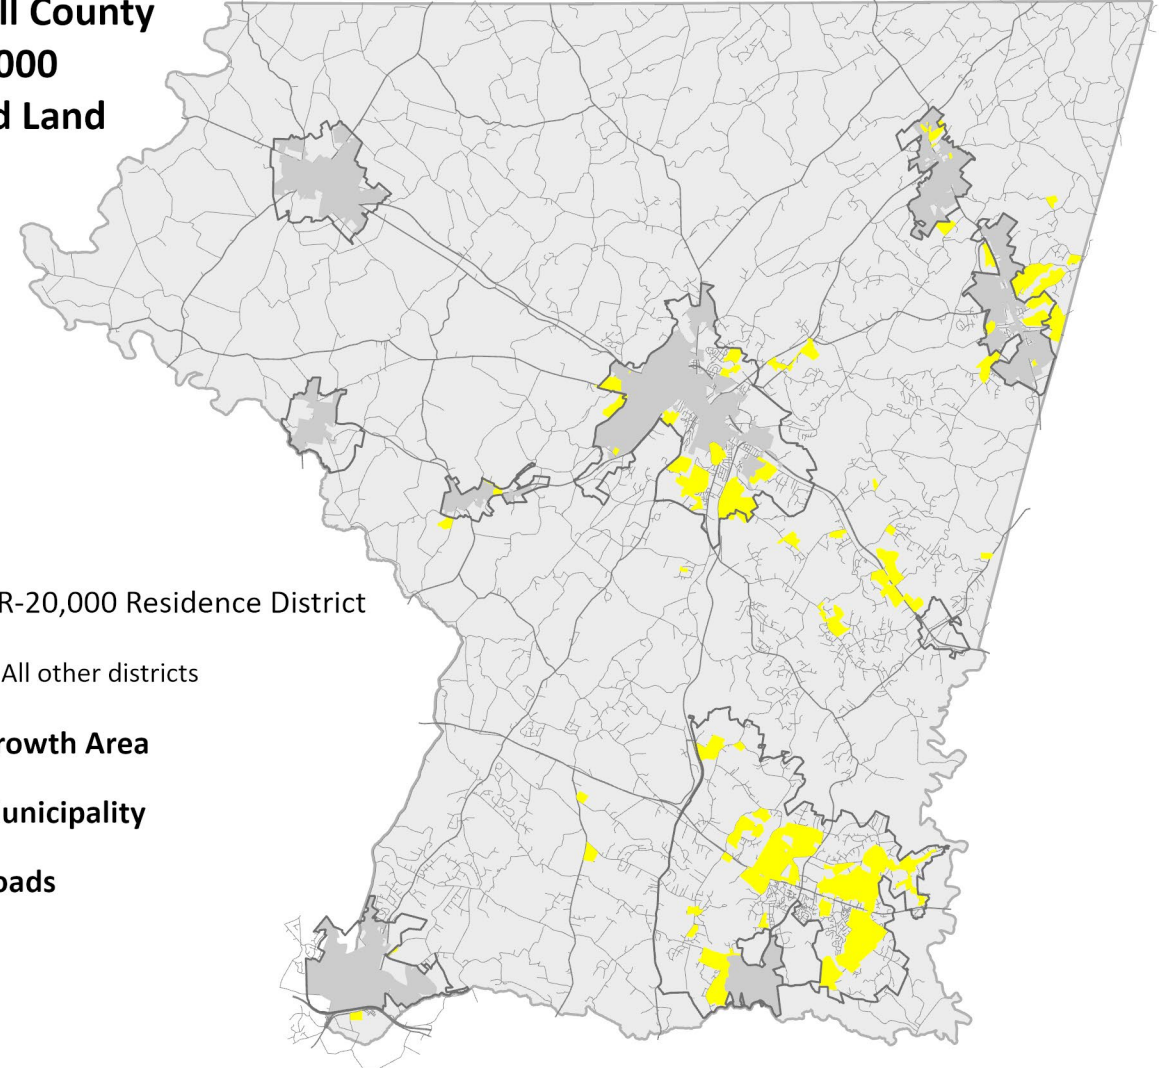 ll County
000
d Land
R-20,000 Residence District
All other districts
rowth Area
unicipality
oads